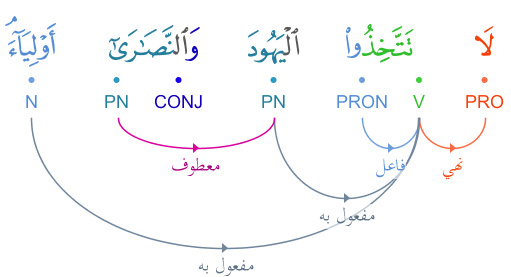 لَا تَتَّخِذُوا۟ ٱلْيَهُودَ وَٱلنَّصَـٰرَىٰٓ أَوْلِيَآءَ ۘ
PRO V PRON PN CONJ PN N
معطوف فاعل نهي
مفعول به
مفعول به